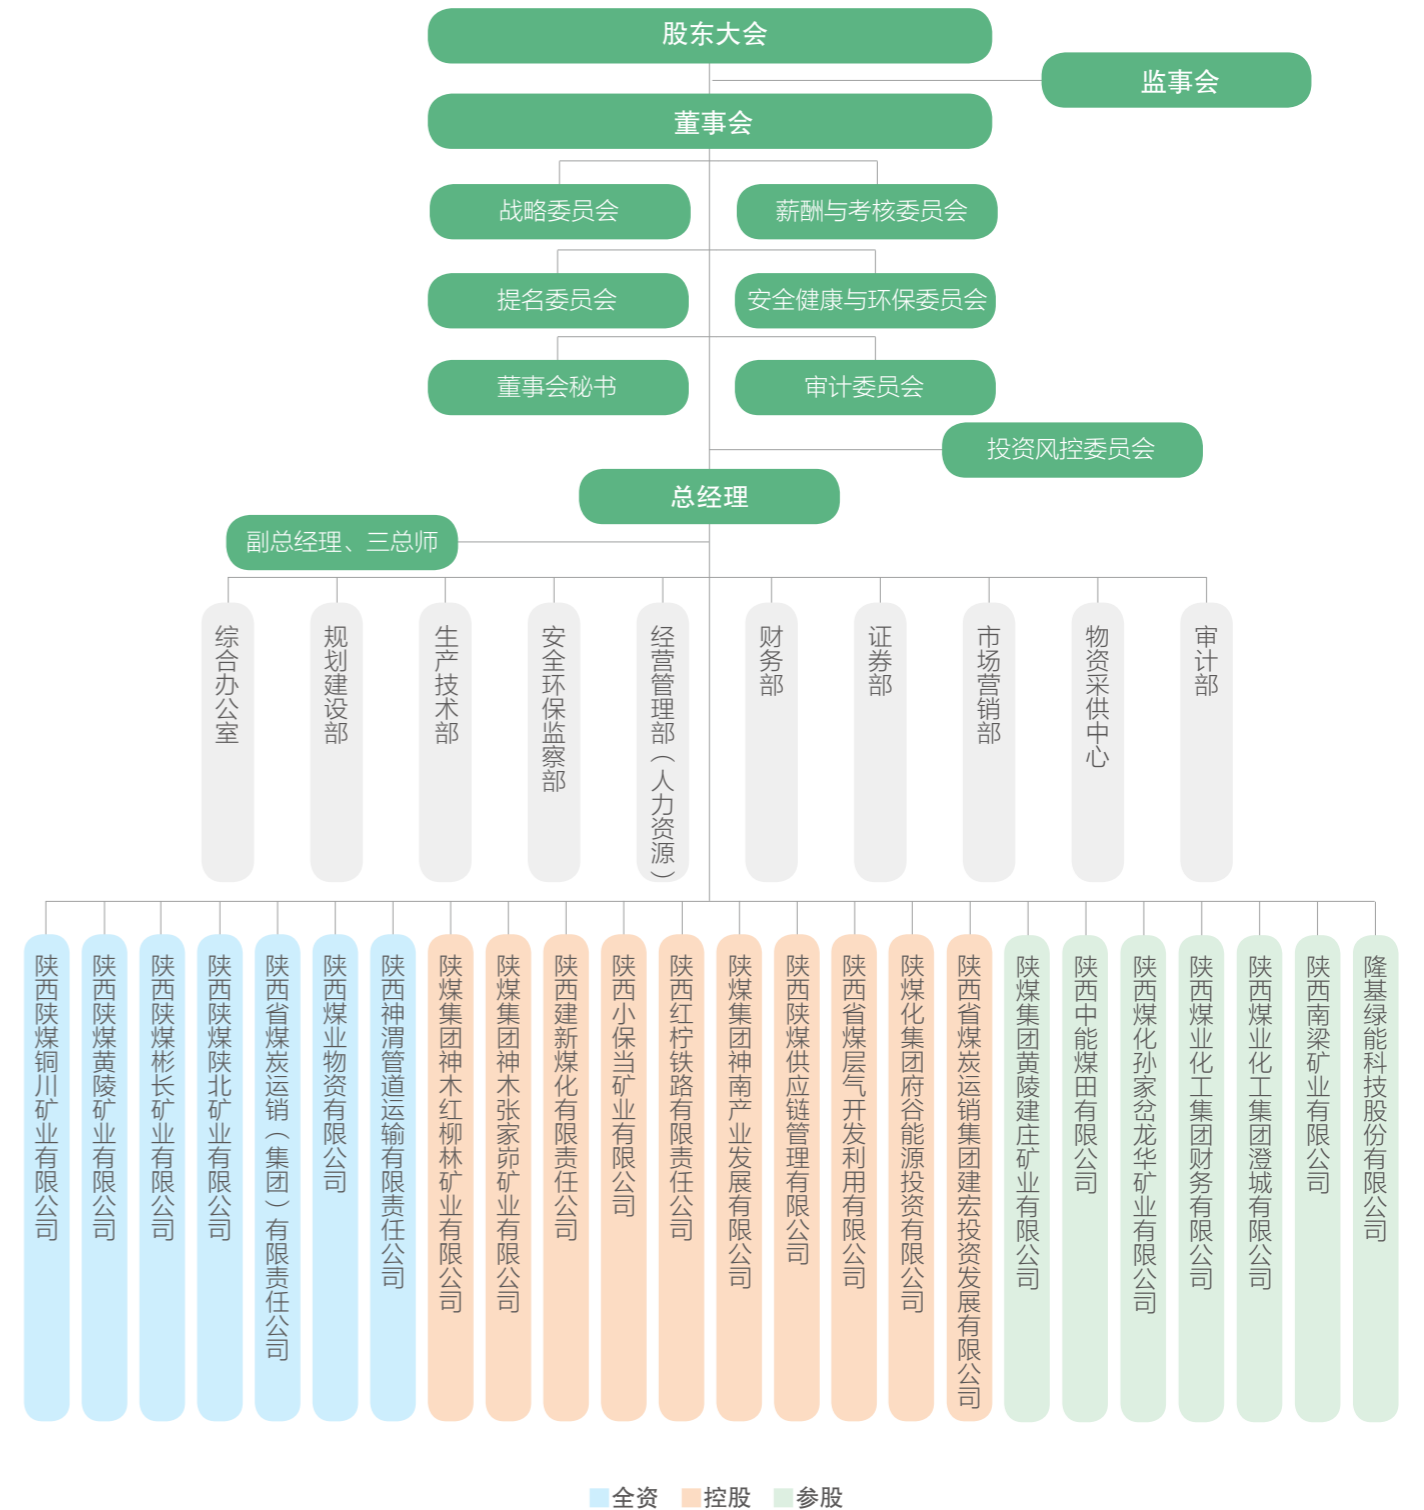 股东大会
监事会
董事会
战略委员会
薪酬与考核委员会
提名委员会
安全健康与环保委员会
董事会秘书
审计委员会
投资风控委员会
总经理
副总经理、三总师
综合办公室
规划建设部
生产技术部
安全环保监察部
经营管理部（人力资源）
财务部
证券部
市场营销部
物资采供中心
审计部
陕西陕煤铜川矿业有限公司
陕西陕煤黄陵矿业有限公司
陕西陕煤彬长矿业有限公司
陕西陕煤陕北矿业有限公司
陕西省煤炭运销（集团）有限责任公司
陕西煤业物资有限公司
陕西神渭管道运输有限责任公司
陕煤集团神木红柳林矿业有限公司
陕煤集团神木张家峁矿业有限公司
陕西建新煤化有限责任公司
陕西小保当矿业有限公司
陕西红柠铁路有限责任公司
陕煤集团神南产业发展有限公司
陕西陕煤供应链管理有限公司
陕西省煤层气开发利用有限公司
陕煤化集团府谷能源投资有限公司
陕西省煤炭运销集团建宏投资发展有限公司
陕煤集团黄陵建庄矿业有限公司
陕西中能煤田有限公司
陕西煤化孙家岔龙华矿业有限公司
陕西煤业化工集团财务有限公司
陕西煤业化工集团澄城有限公司
陕西南梁矿业有限公司
隆基绿能科技股份有限公司
全资 控股 参股